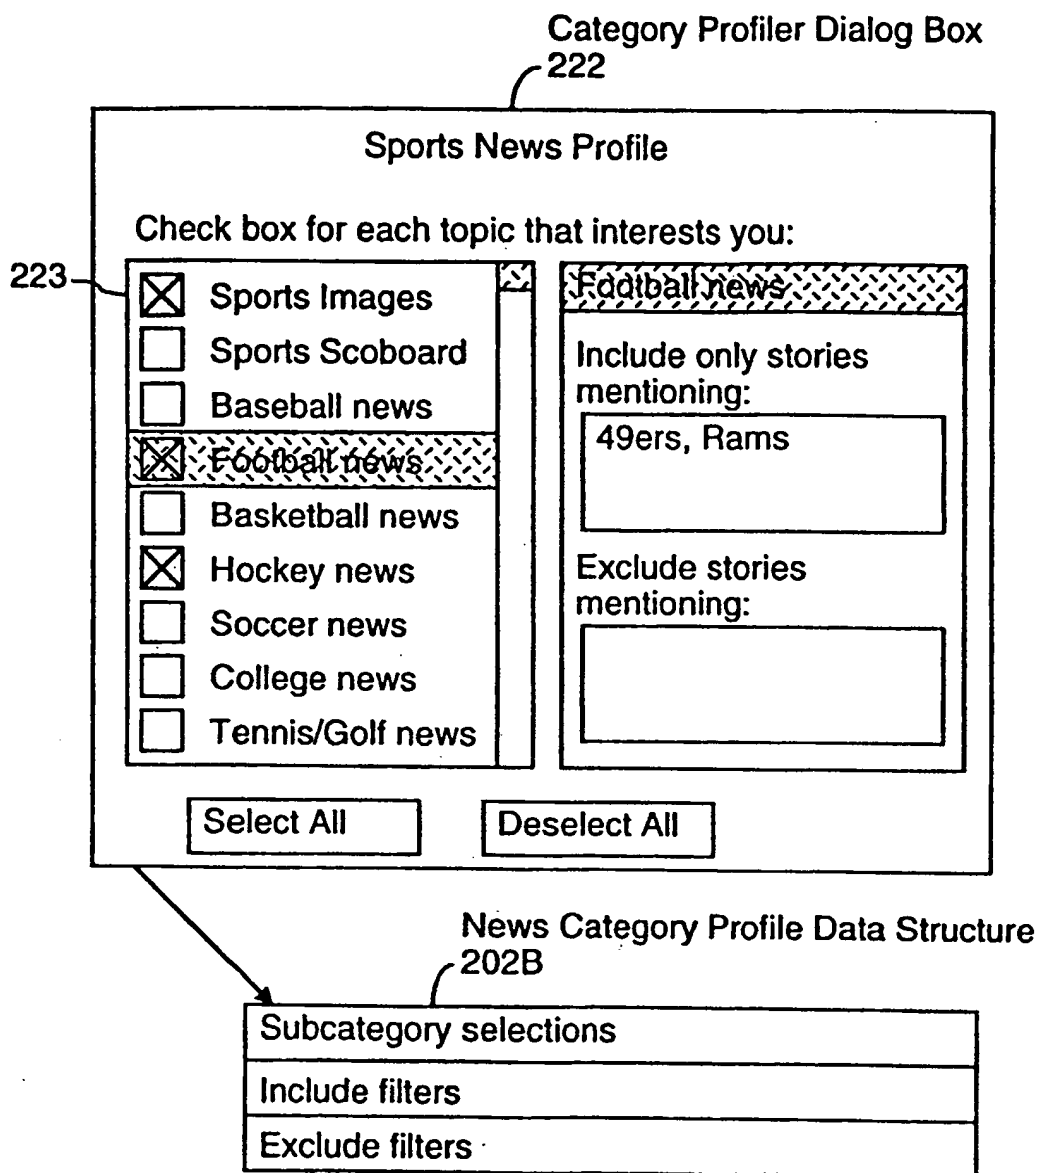 Category Profiler Dialog Box
222
Sports News Profile
Check box for each topic that interests you:
223
Sports Images
Sports Scoboard
Baseball news
Football news
Basketball news
Hockey news
Soccer news
College news
Tennis/Golf news
Football news
Include only stories
mentioning:
49ers, Rams
Exclude stories
mentioning:
Select All
Deselect All
News Category Profile Data Structure
202B
Subcategory selections
Include filters
Exclude filters